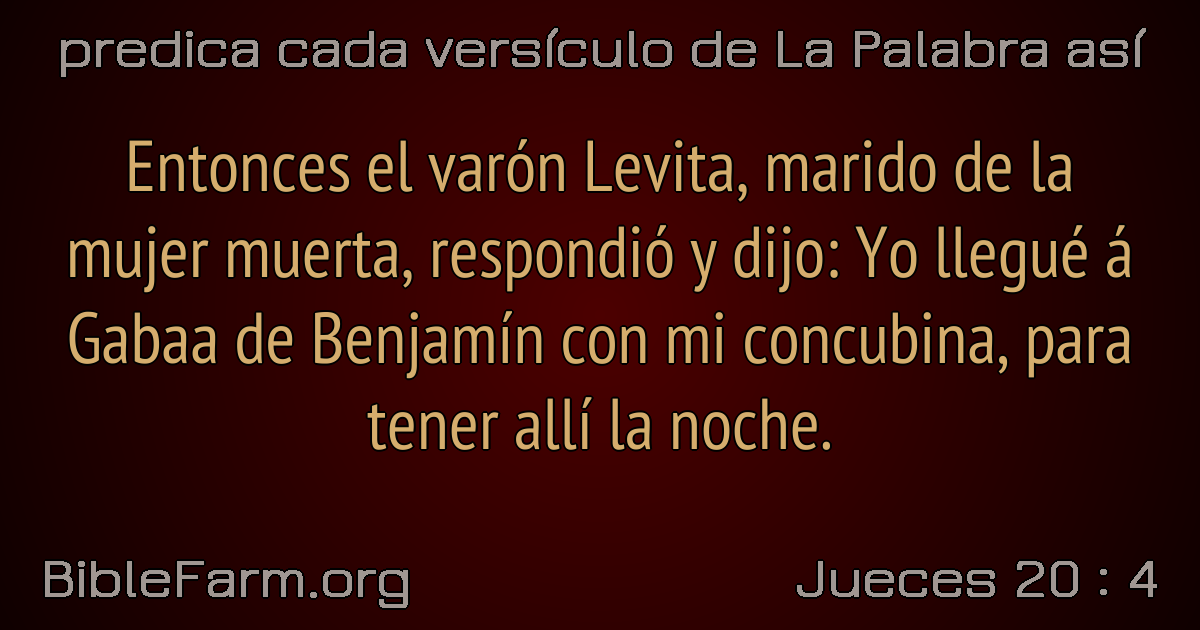 predica cada versículo de La Palabra así
Entonces el varón Levita, marido de la
mujer muerta, respondió y dijo: Yo llegué á
Gabaa de Benjamín con mi concubina, para
tener allí la noche.
BibleFarm.org
Jueces 20 : 4